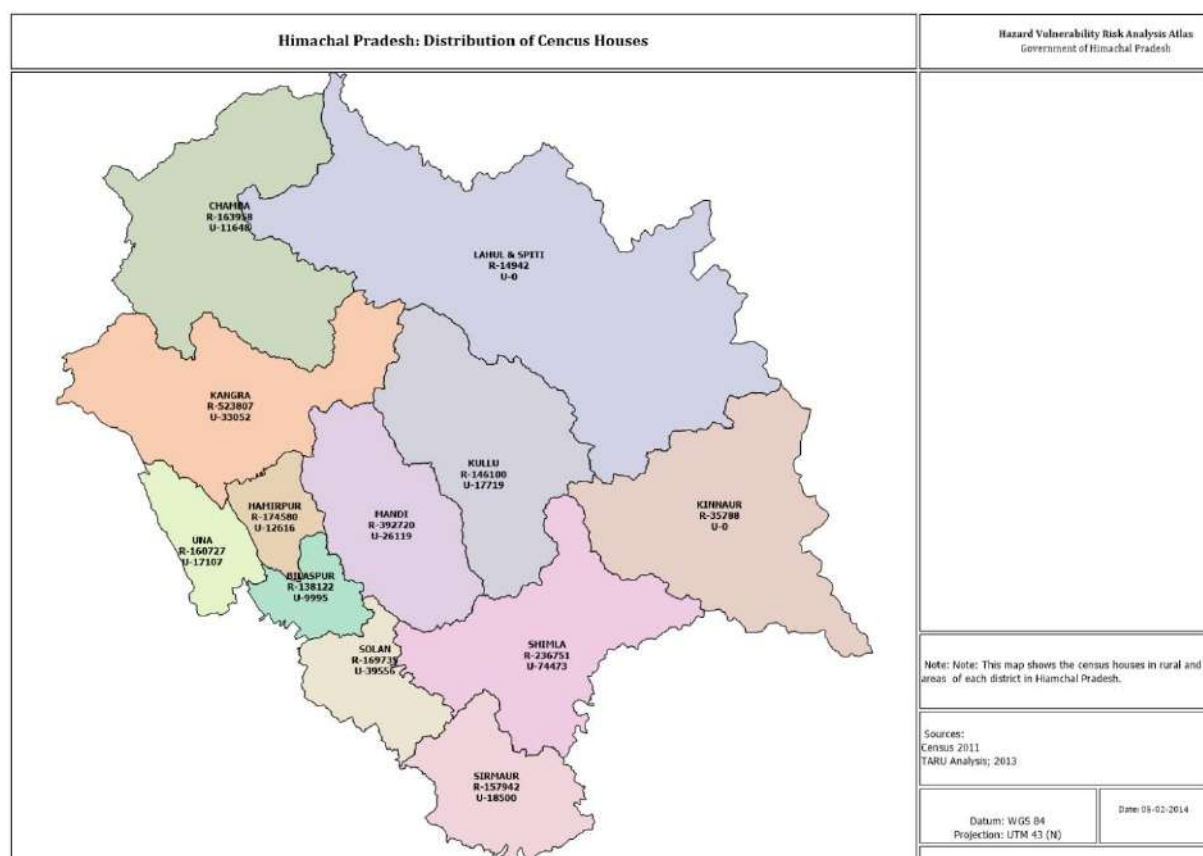 Himachal Pradesh: Distribution of Cencus Houses
Hazard Vulnerability Risk Analysis Atlas
Government of Himachal Pradesh
CHAMBA
R-163958
U-11648
LAHUL & SPITI
R-14942
U-0
KANGRA
R-523807
U-33052
KULLU
R-146100
U-17719
HAMIRPUR
R-174580
U-12616
MANDI
R-392720
U-26119
KINNAUR
R-35788
U-0
UNA
R-160727
U-17107
BILASPUR
R-138122
U-9995
SOLAN
R-169735
U-39556
SHIMLA
R-236751
U-74473
SIRMAUR
R-157942
U-18500
Note: Note: This map shows the census houses in rural and
areas of each district in Hiamchal Pradesh.
Sources:
Census 2011
TARU Analysis; 2013
Datum: WGS 84
Projection: UTM 43 (N)
Date: 05-02-2014